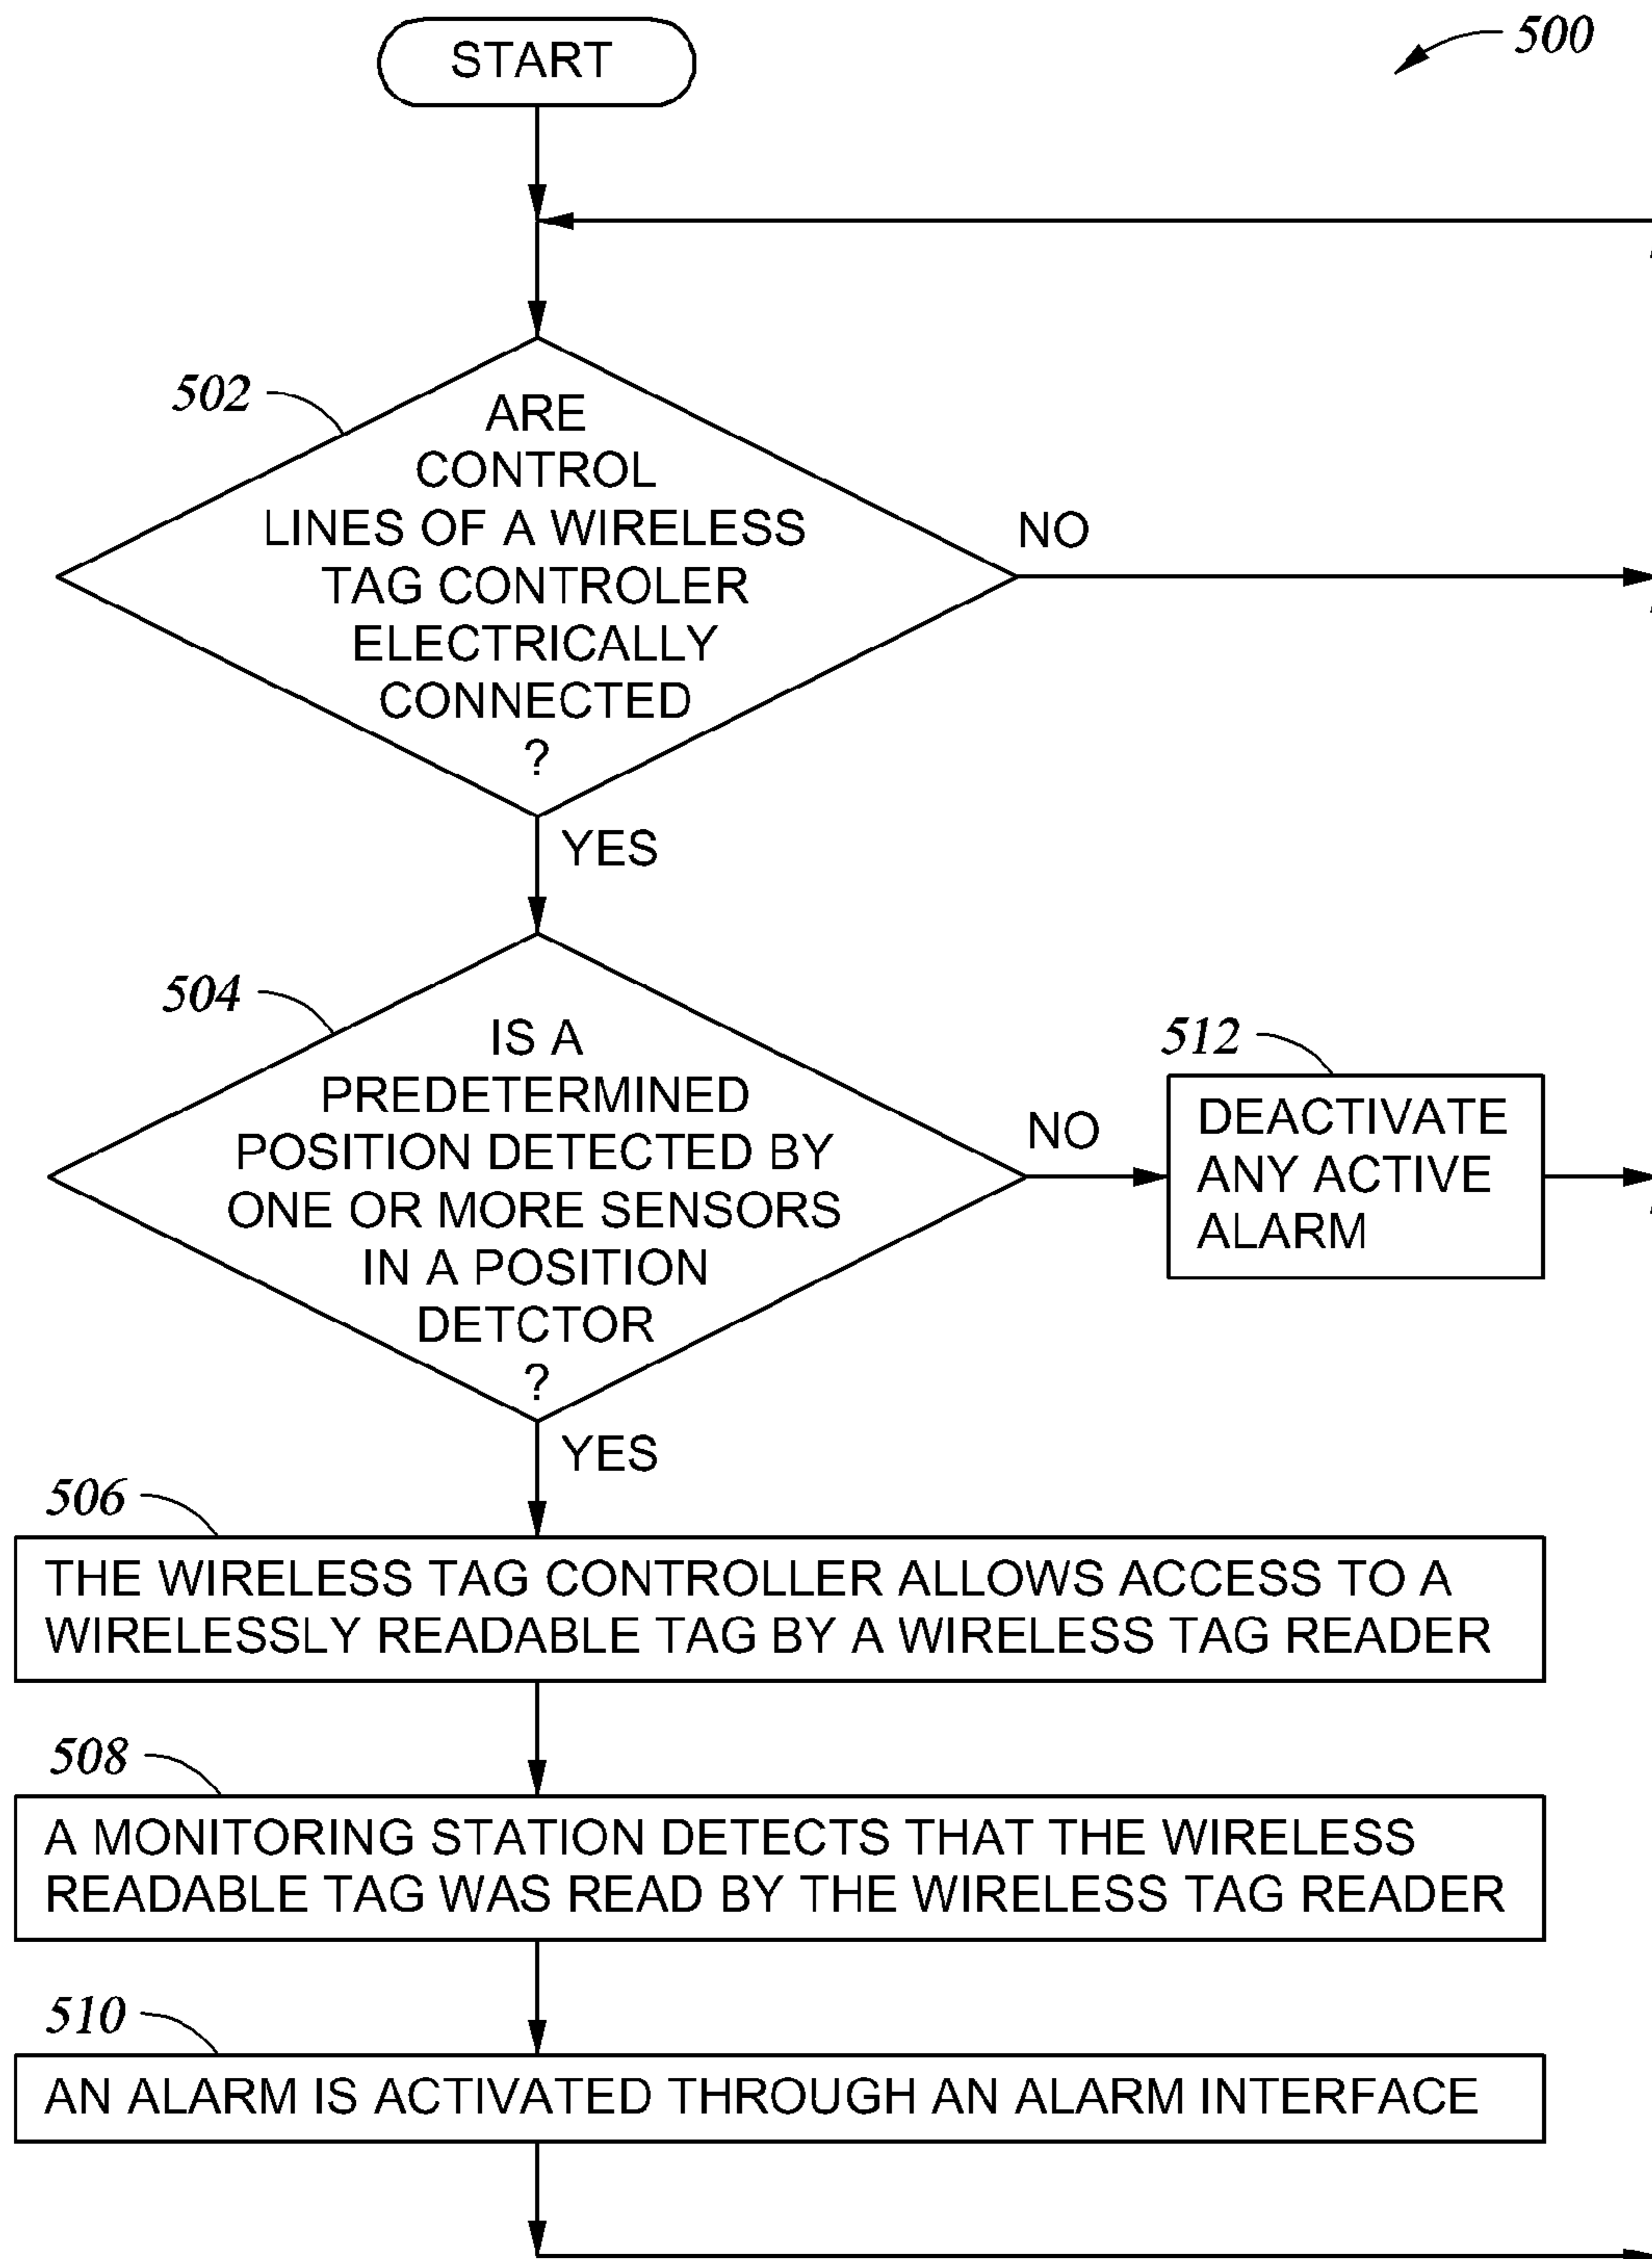 START
500
502
ARE
CONTROL
LINES OF A WIRELESS
TAG CONTROLER
ELECTRICALLY
CONNECTED
?
NO
YES
504
IS A
PREDETERMINED
POSITION DETECTED BY
ONE OR MORE SENSORS
IN A POSITION
DETCTOR
?
NO
512
DEACTIVATE
ANY ACTIVE
ALARM
YES
506
THE WIRELESS TAG CONTROLLER ALLOWS ACCESS TO A
WIRELESSLY READABLE TAG BY A WIRELESS TAG READER
508
A MONITORING STATION DETECTS THAT THE WIRELESS
READABLE TAG WAS READ BY THE WIRELESS TAG READER
510
AN ALARM IS ACTIVATED THROUGH AN ALARM INTERFACE